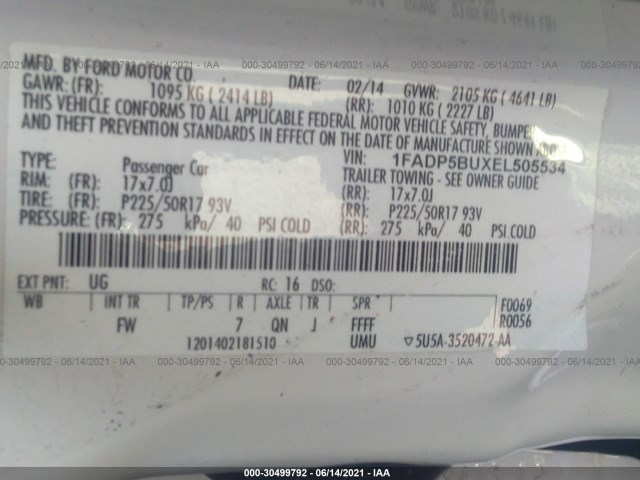 MFD. BY FORD MOTOR CO.
DATE: 02/14 GVWR: 2105 KG ( 4641 LB)
GAWR: (FR): 1095 KG ( 2414 LB) (RR): 1010 KG ( 2227 LB)
THIS VEHICLE CONFORMS TO ALL APPLICABLE FEDERAL MOTOR VEHICLE SAFETY, BUMPER,
AND THEFT PREVENTION STANDARDS IN EFFECT ON THE DATE OF MANUFACTURE SHOWN ABOVE.
VIN: 1FADP5BUXEL505534
TYPE: Passenger Car TRAILER TOWING - SEE OWNER GUIDE
RIM: (FR): 17x7.0J (RR): 17x7.0J
TIRE: (FR): P225/50R17 93V (RR): P225/50R17 93V
PRESSURE: (FR): 275 kPa/ 40 PSI COLD (RR): 275 kPa/ 40 PSI COLD
EXT PNT: UG RC: 16 DSO:
WB INT TR TP/PS R AXLE TR SPR F0069
FW 7 QN J FFFF R0056
1201402181510 UMU ▽5U5A-3520472-AA
000-30499792 - 06/14/2021 - IAA